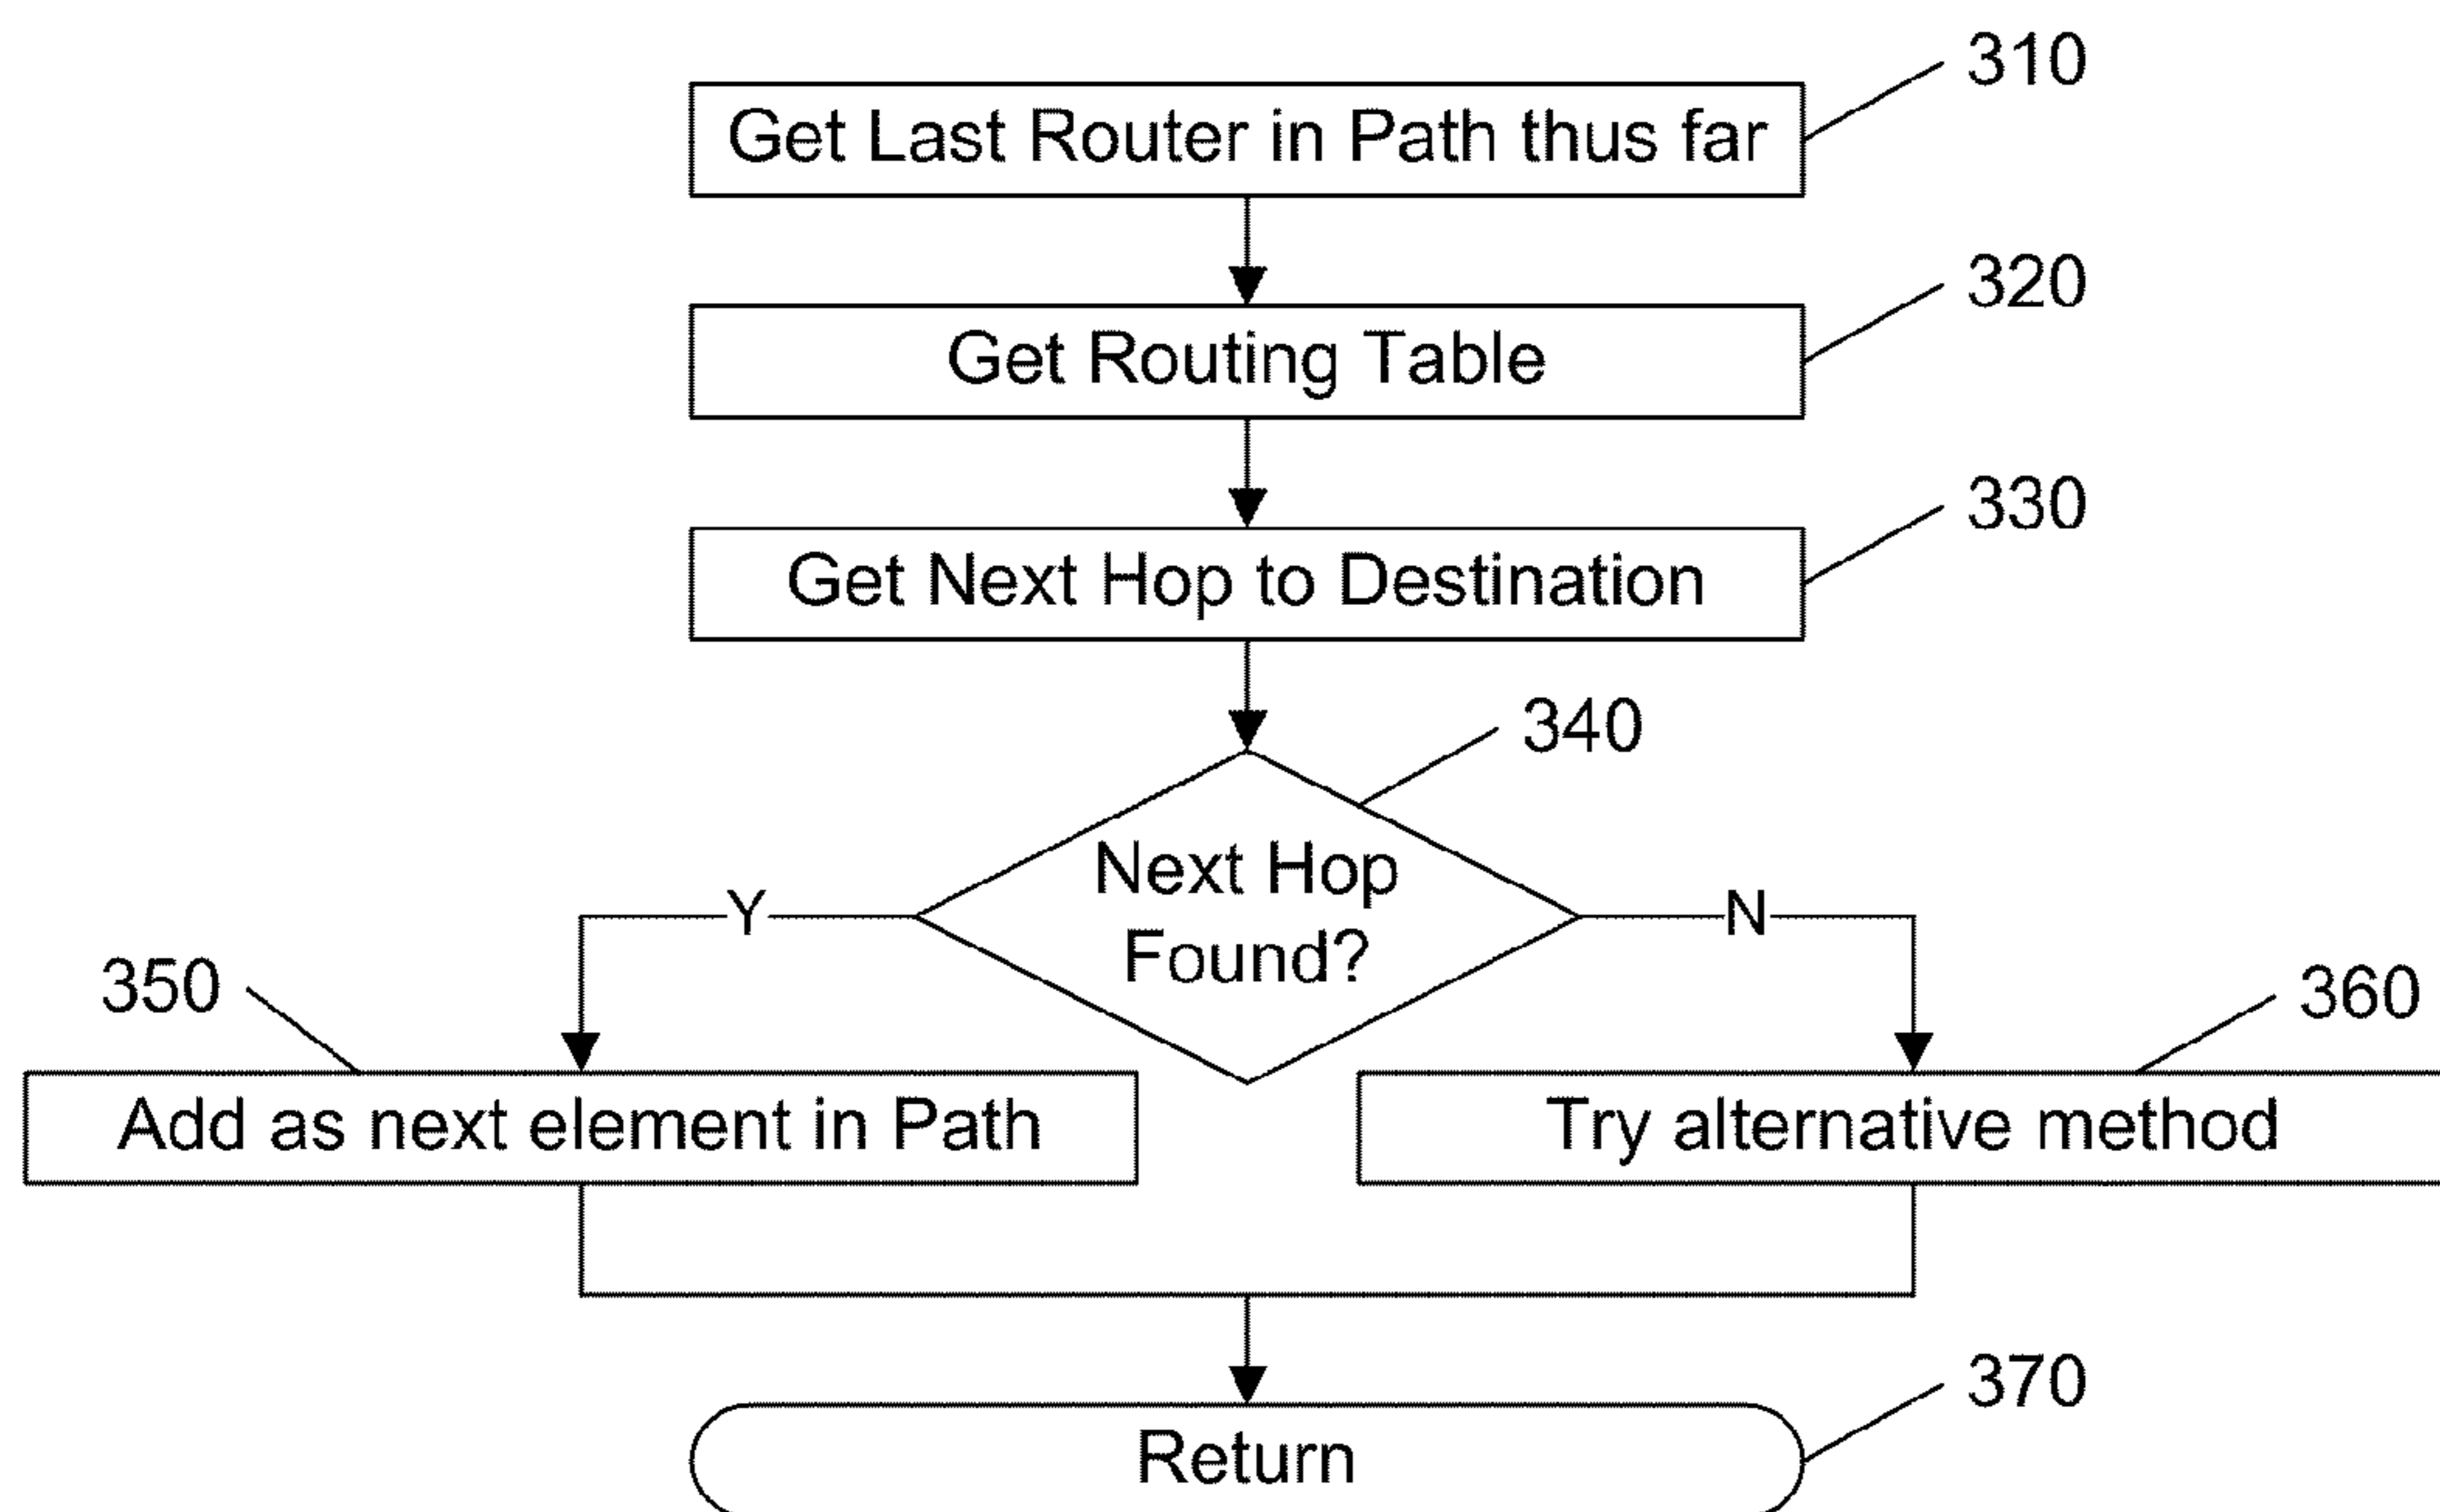 310
Get Last Router in Path thus far
320
Get Routing Table
330
Get Next Hop to Destination
340
Next Hop
Found?
Y
N
350
360
Add as next element in Path
Try alternative method
370
Return